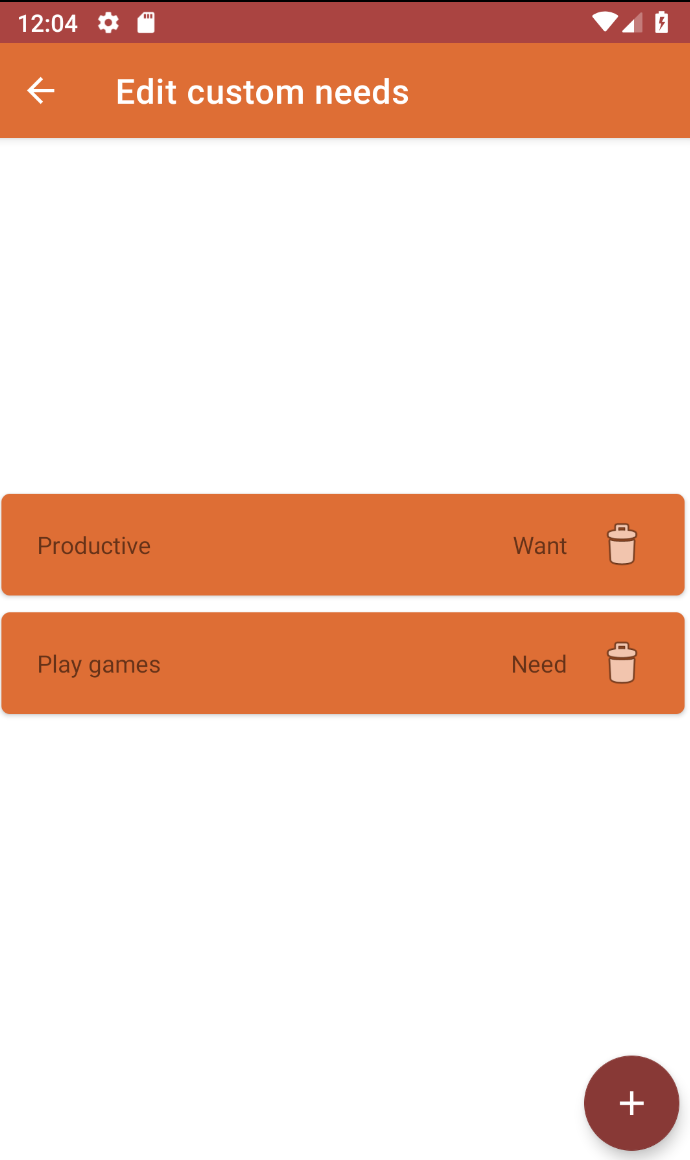 12:04
Edit custom needs
Productive Want
Play games Need